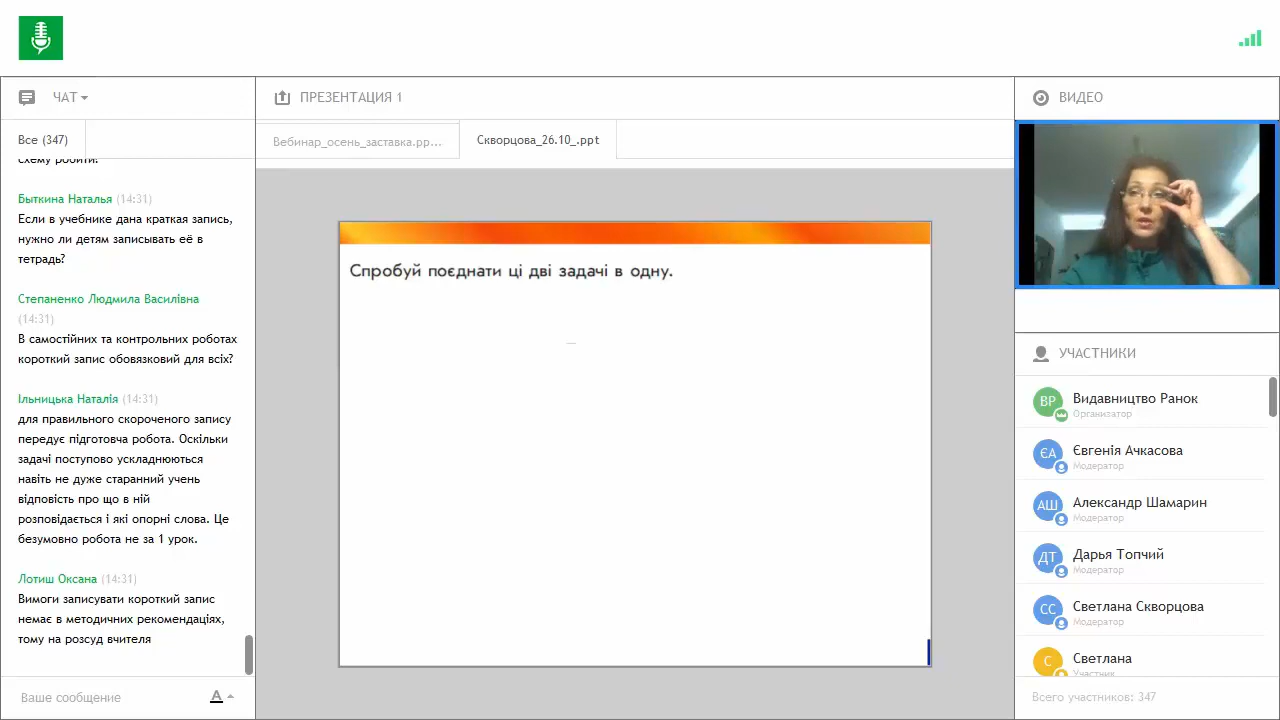 ЧАТ
Все (347)
схему робити.
Быткина Наталья (14:31)
Если в учебнике дана краткая запись,
нужно ли детям записывать её в
тетрадь?
Степаненко Людмила Василівна
(14:31)
В самостійних та контрольних роботах
короткий запис обовязковий для всіх?
Ільницька Наталія (14:31)
для правильного скороченого запису
передує підготовча робота. Оскільки
задачі поступово ускладнюються
навіть не дуже старанний учень
відповість про що в ній
розповідається і які опорні слова. Це
безумовно робота не за 1 урок.
Лотиш Оксана (14:31)
Вимоги записувати короткий запис
немає в методичних рекомендаціях,
тому на розсуд вчителя
Ваше сообщение
А
ПРЕЗЕНТАЦИЯ 1
Вебинар_осень_заставка.pp...
Скворцова_26.10_.ppt
Спробуй поєднати ці дві задачі в одну.
ВИДЕО
УЧАСТНИКИ
ВР Видавництво Ранок
Организатор
ЄА Євгенія Ачкасова
Модератор
АШ Александр Шамарин
Модератор
ДТ Дарья Топчий
Модератор
СС Светлана Скворцова
Модератор
С Светлана
Участник
Всего участников: 347